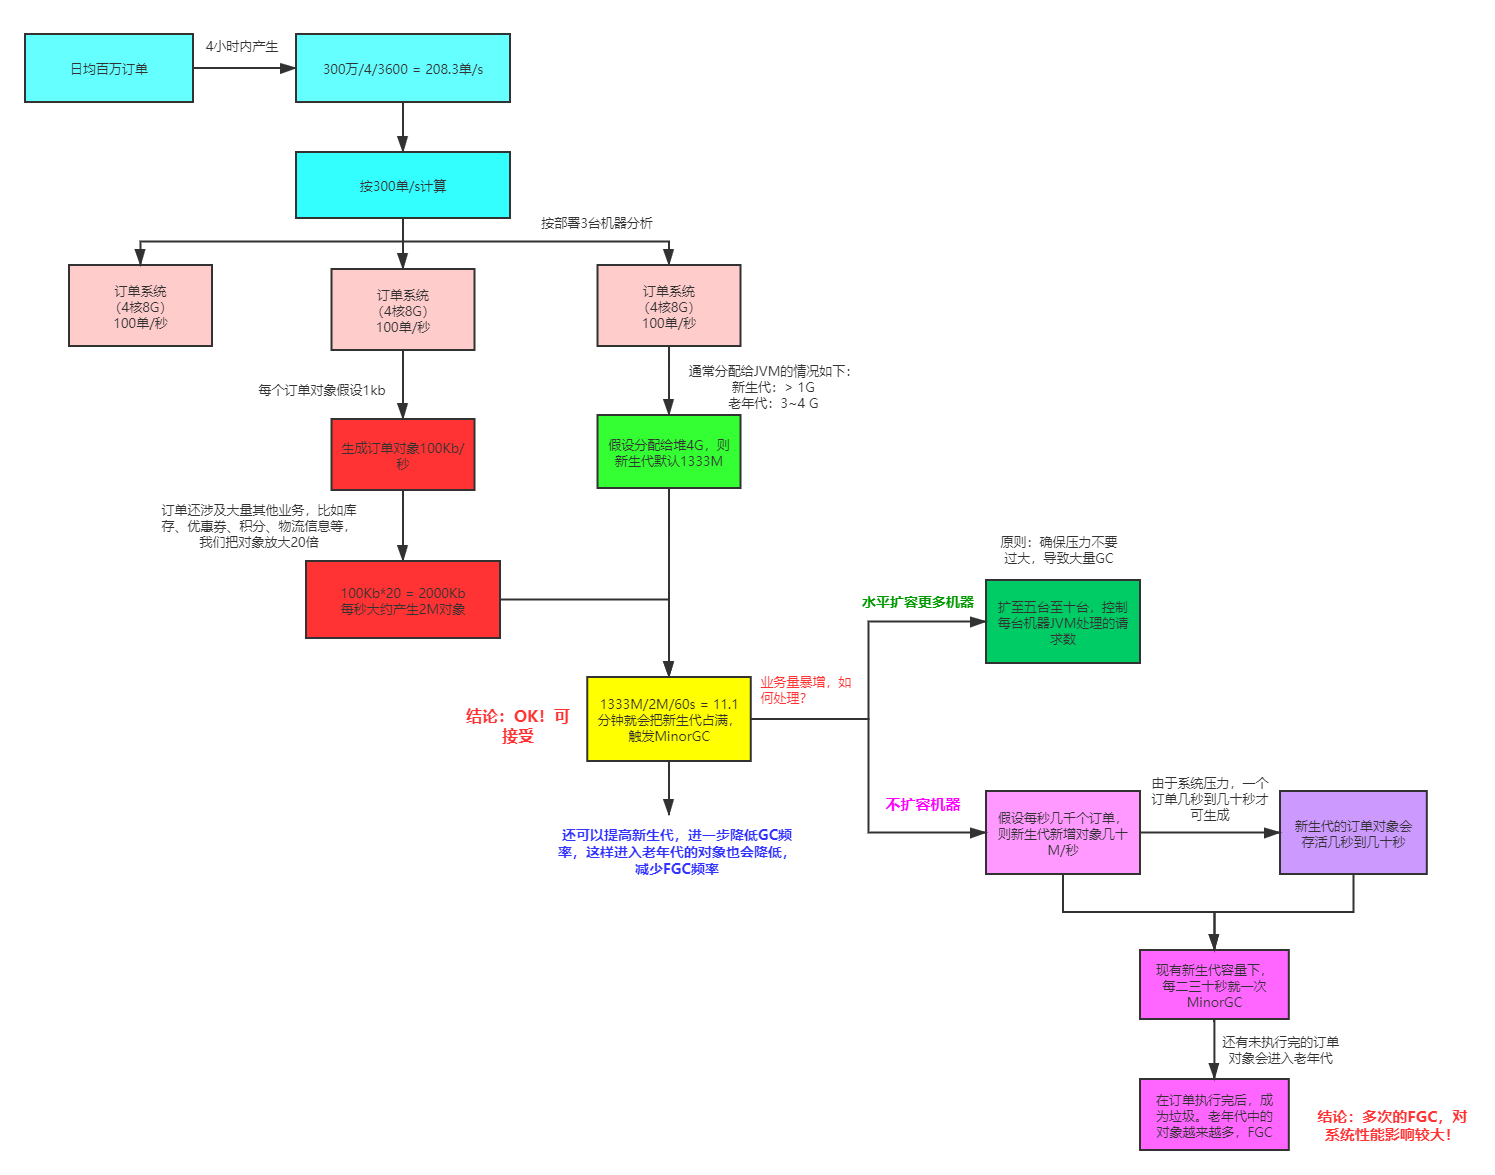 日均百万订单
4小时内产生
300万/4/3600 = 208.3单/s
按300单/s计算
按部署3台机器分析
订单系统
（4核8G）
100单/秒
订单系统
（4核8G）
100单/秒
订单系统
（4核8G）
100单/秒
每个订单对象假设1kb
通常分配给JVM的情况如下：
新生代：> 1G
老年代：3~4 G
生成订单对象100Kb/
秒
假设分配给堆4G，则
新生代默认1333M
订单还涉及大量其他业务，比如库
存、优惠券、积分、物流信息等，
我们把对象放大20倍
100Kb*20 = 2000Kb
每秒大约产生2M对象
原则：确保压力不要
过大，导致大量GC
水平扩容更多机器
扩至五台至十台，控制
每台机器JVM处理的请
求数
结论：OK！可
接受
1333M/2M/60s = 11.1
分钟就会把新生代占满，
触发MinorGC
业务量暴增，如
何处理？
还可以提高新生代，进一步降低GC频
率，这样进入老年代的对象也会降低，
减少FGC频率
不扩容机器
假设每秒几千个订单，
则新生代新增对象几十
M/秒
由于系统压力，一个
订单几秒到几十秒才
可生成
新生代的订单对象会
存活几秒到几十秒
现有新生代容量下，
每二三十秒就一次
MinorGC
还有未执行完的订单
对象会进入老年代
在订单执行完后，成
为垃圾。老年代中的
对象越来越多，FGC
结论：多次的FGC，对
系统性能影响较大！